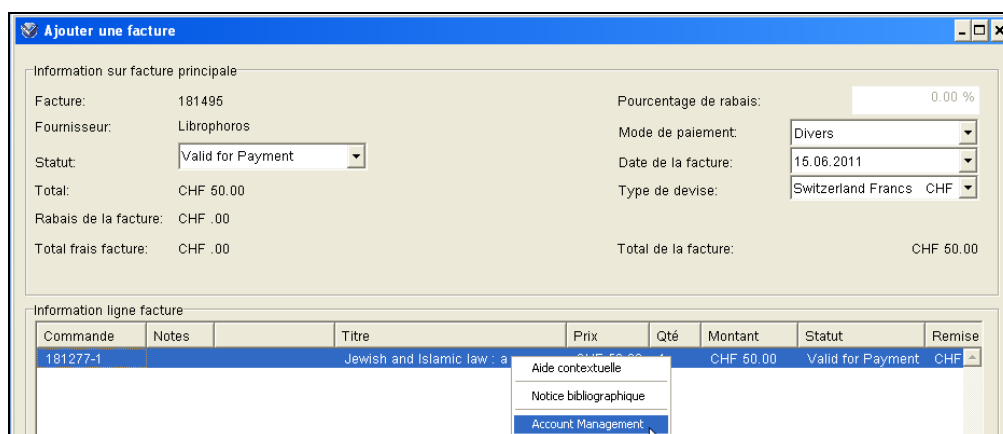 Ajouter une facture
Information sur facture principale
Facture: 181495 Pourcentage de rabais: 0.00 %
Fournisseur: Librophoros Mode de paiement: Divers
Statut: Valid for Payment Date de la facture: 15.06.2011
Total: CHF 50.00 Type de devise: Switzerland Francs CHF
Rabais de la facture: CHF .00
Total frais facture: CHF .00 Total de la facture: CHF 50.00
Information ligne facture
Commande Notes Titre Prix Qté Montant Statut Remise
181277-1 Jewish and Islamic law : a CHF 50.00 1 CHF 50.00 Valid for Payment CHF
Aide contextuelle
Notice bibliographique
Account Management